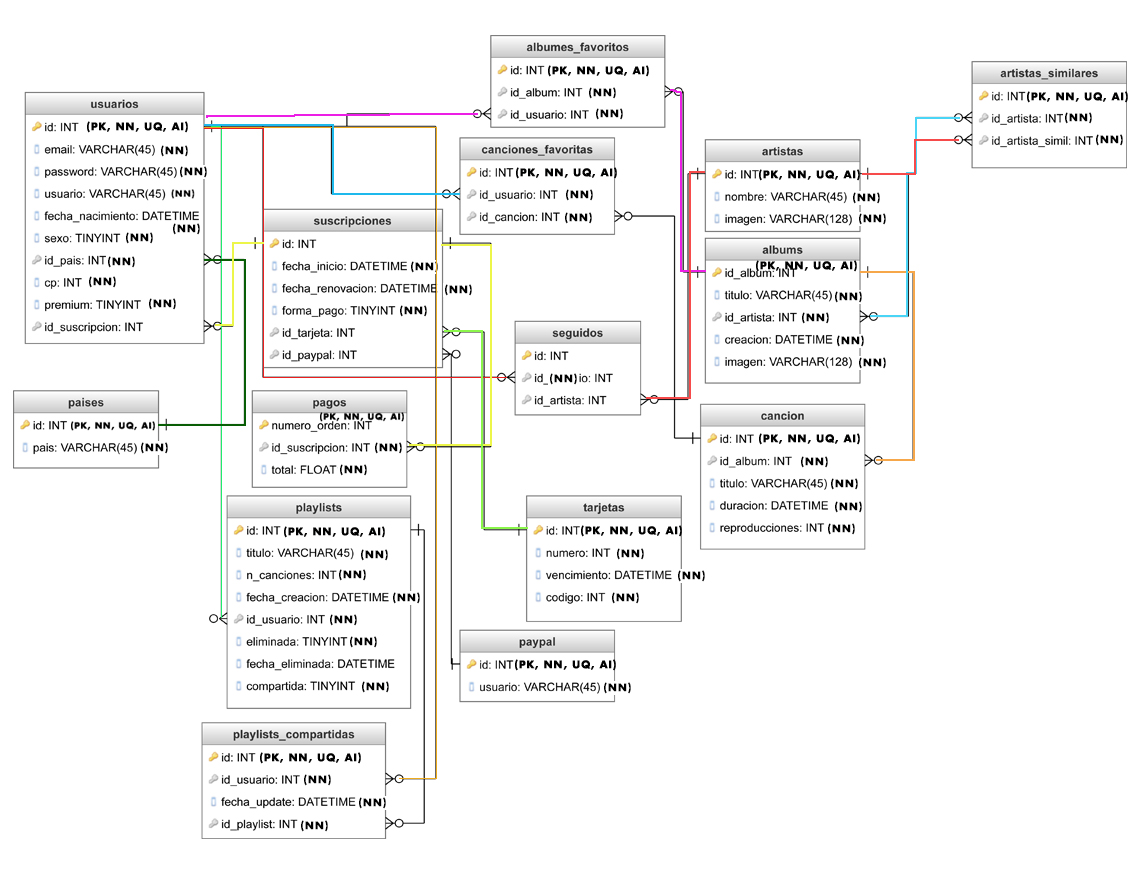 albumes_favoritos
id: INT (PK, NN, UQ, AI)
id_album: INT (NN)
id_usuario: INT (NN)
artistas_similares
id: INT(PK, NN, UQ, AI)
id_artista: INT(NN)
id_artista_simil: INT(NN)
usuarios
id: INT (PK, NN, UQ, AI)
email: VARCHAR(45) (NN)
password: VARCHAR(45) (NN)
usuario: VARCHAR(45) (NN)
fecha_nacimiento: DATETIME
(NN)
sexo: TINYINT (NN)
id_pais: INT(NN)
cp: INT (NN)
premium: TINYINT (NN)
id_suscripcion: INT
canciones_favoritas
id: INT(PK, NN, UQ, AI)
id_usuario: INT (NN)
id_cancion: INT (NN)
artistas
id: INT(PK, NN, UQ, AI)
nombre: VARCHAR(45) (NN)
imagen: VARCHAR(128) (NN)
suscripciones
id: INT
fecha_inicio: DATETIME (NN)
fecha_renovacion: DATETIME (NN)
forma_pago: TINYINT (NN)
id_tarjeta: INT
id_paypal: INT
albums
(PK, NN, UQ, AI)
id_album: INT
titulo: VARCHAR(45) (NN)
id_artista: INT (NN)
creacion: DATETIME (NN)
imagen: VARCHAR(128) (NN)
seguidos
id: INT
id_(NN)io: INT
id_artista: INT
paises
id: INT (PK, NN, UQ, AI)
pais: VARCHAR(45) (NN)
pagos
(PK, NN, UQ, AI)
numero_orden: INT
id_suscripcion: INT (NN)
total: FLOAT (NN)
cancion
id: INT (PK, NN, UQ, AI)
id_album: INT (NN)
titulo: VARCHAR(45) (NN)
duracion: DATETIME (NN)
reproducciones: INT (NN)
playlists
id: INT (PK, NN, UQ, AI)
titulo: VARCHAR(45) (NN)
n_canciones: INT (NN)
fecha_creacion: DATETIME (NN)
id_usuario: INT (NN)
eliminada: TINYINT (NN)
fecha_eliminada: DATETIME
compartida: TINYINT (NN)
tarjetas
id: INT(PK, NN, UQ, AI)
numero: INT (NN)
vencimiento: DATETIME (NN)
codigo: INT (NN)
paypal
id: INT(PK, NN, UQ, AI)
usuario: VARCHAR(45) (NN)
playlists_compartidas
id: INT (PK, NN, UQ, AI)
id_usuario: INT (NN)
fecha_update: DATETIME (NN)
id_playlist: INT (NN)